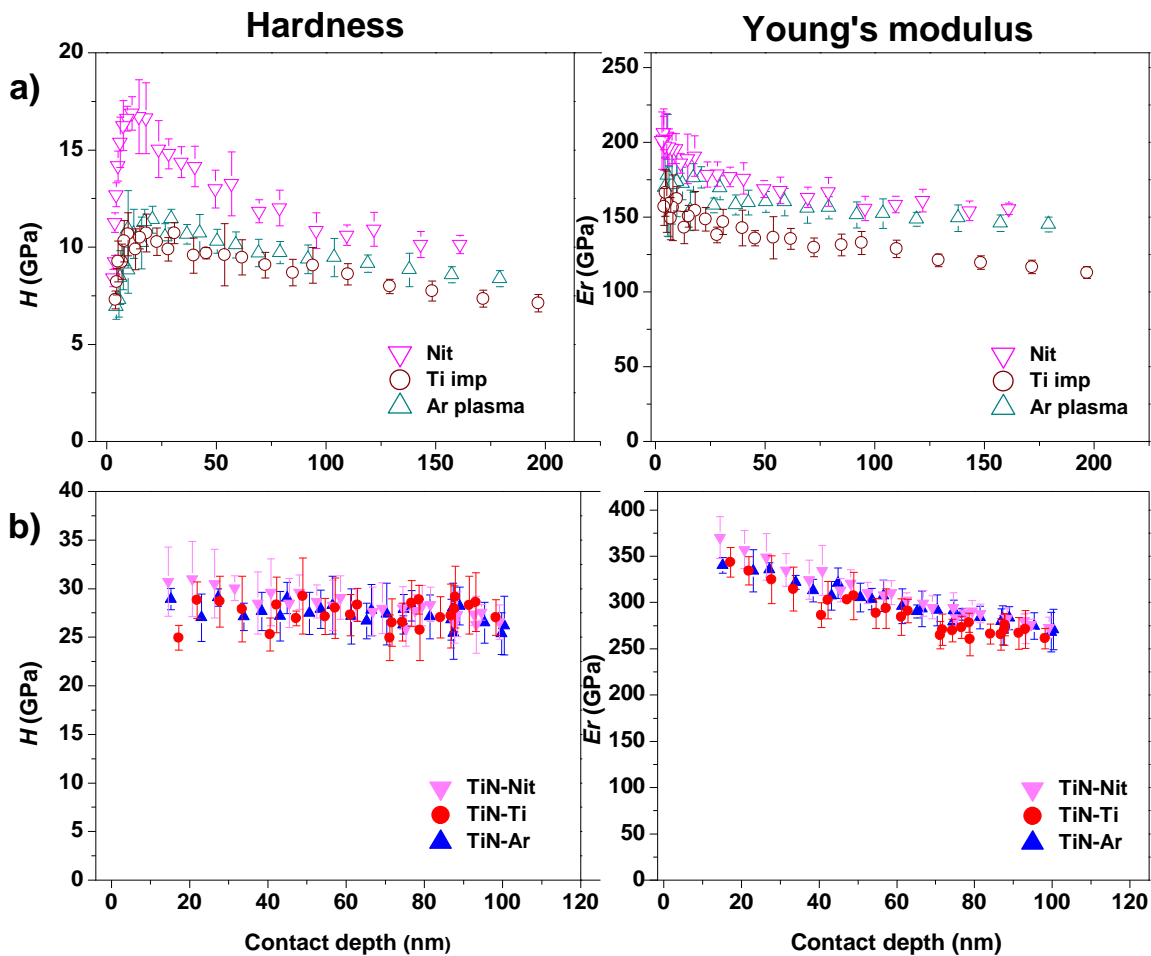 Hardness
Young's modulus
a)
20
15
10
5
0
H (GPa)
Nit
Ti imp
Ar plasma
0 50 100 150 200
250
200
150
100
50
0
Er (GPa)
Nit
Ti imp
Ar plasma
0 50 100 150 200
b)
40
35
30
25
20
15
10
5
0
H (GPa)
TiN-Nit
TiN-Ti
TiN-Ar
0 20 40 60 80 100 120
Contact depth (nm)
400
350
300
250
200
150
100
50
0
Er (GPa)
TiN-Nit
TiN-Ti
TiN-Ar
0 20 40 60 80 100 120
Contact depth (nm)